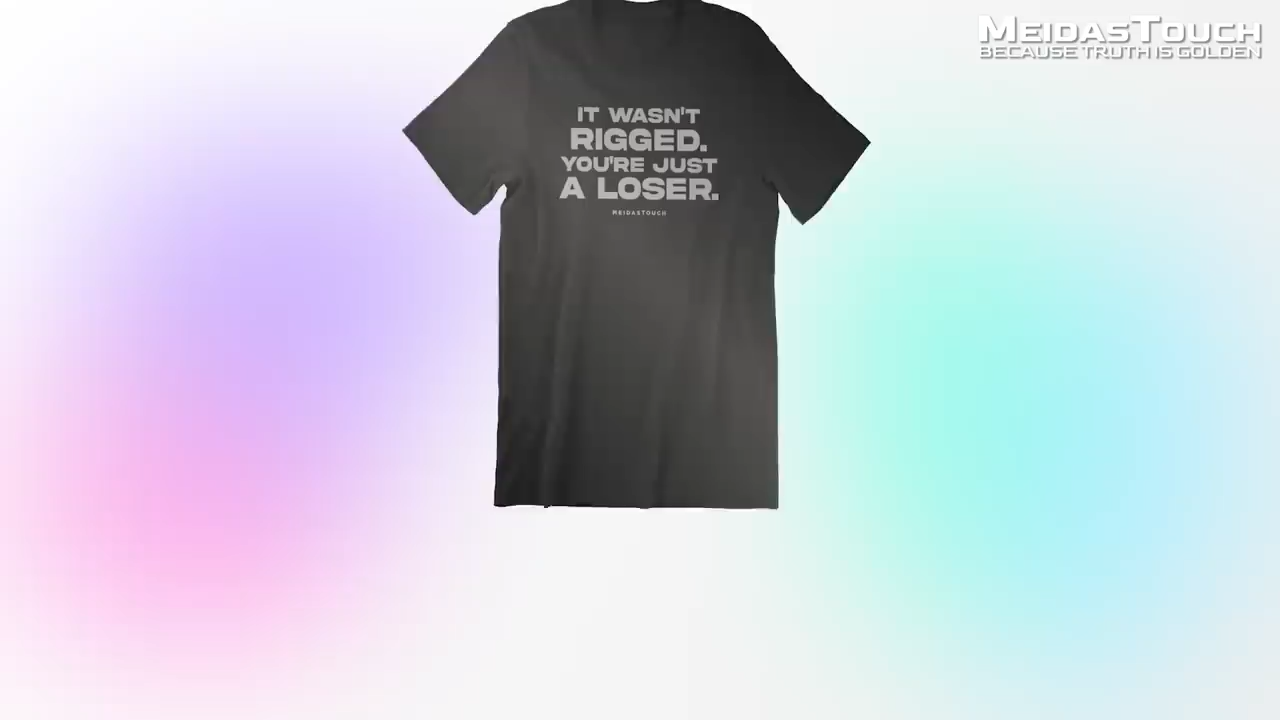 MEIDASTOUCH
BECAUSE TRUTH IS GOLDEN
IT WASN'T
RIGGED.
YOU'RE JUST
A LOSER.
MEIDASTOUCH